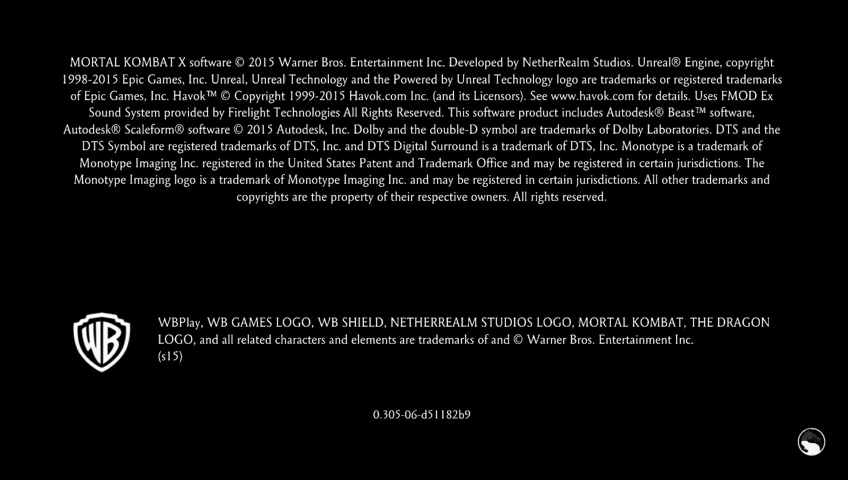 MORTAL KOMBAT X software © 2015 Warner Bros. Entertainment Inc. Developed by NetherRealm Studios. Unreal® Engine, copyright
1998-2015 Epic Games, Inc. Unreal, Unreal Technology and the Powered by Unreal Technology logo are trademarks or registered trademarks
of Epic Games, Inc. Havok™ © Copyright 1999-2015 Havok.com Inc. (and its Licensors). See www.havok.com for details. Uses FMOD Ex
Sound System provided by Firelight Technologies All Rights Reserved. This software product includes Autodesk® Beast™ software,
Autodesk® Scaleform® software © 2015 Autodesk, Inc. Dolby and the double-D symbol are trademarks of Dolby Laboratories. DTS and the
DTS Symbol are registered trademarks of DTS, Inc. and DTS Digital Surround is a trademark of DTS, Inc. Monotype is a trademark of
Monotype Imaging Inc. registered in the United States Patent and Trademark Office and may be registered in certain jurisdictions. The
Monotype Imaging logo is a trademark of Monotype Imaging Inc. and may be registered in certain jurisdictions. All other trademarks and
copyrights are the property of their respective owners. All rights reserved.
WB
WBPlay, WB GAMES LOGO, WB SHIELD, NETHERREALM STUDIOS LOGO, MORTAL KOMBAT, THE DRAGON
LOGO, and all related characters and elements are trademarks of and © Warner Bros. Entertainment Inc.
(s15)
0.305-06-d51182b9